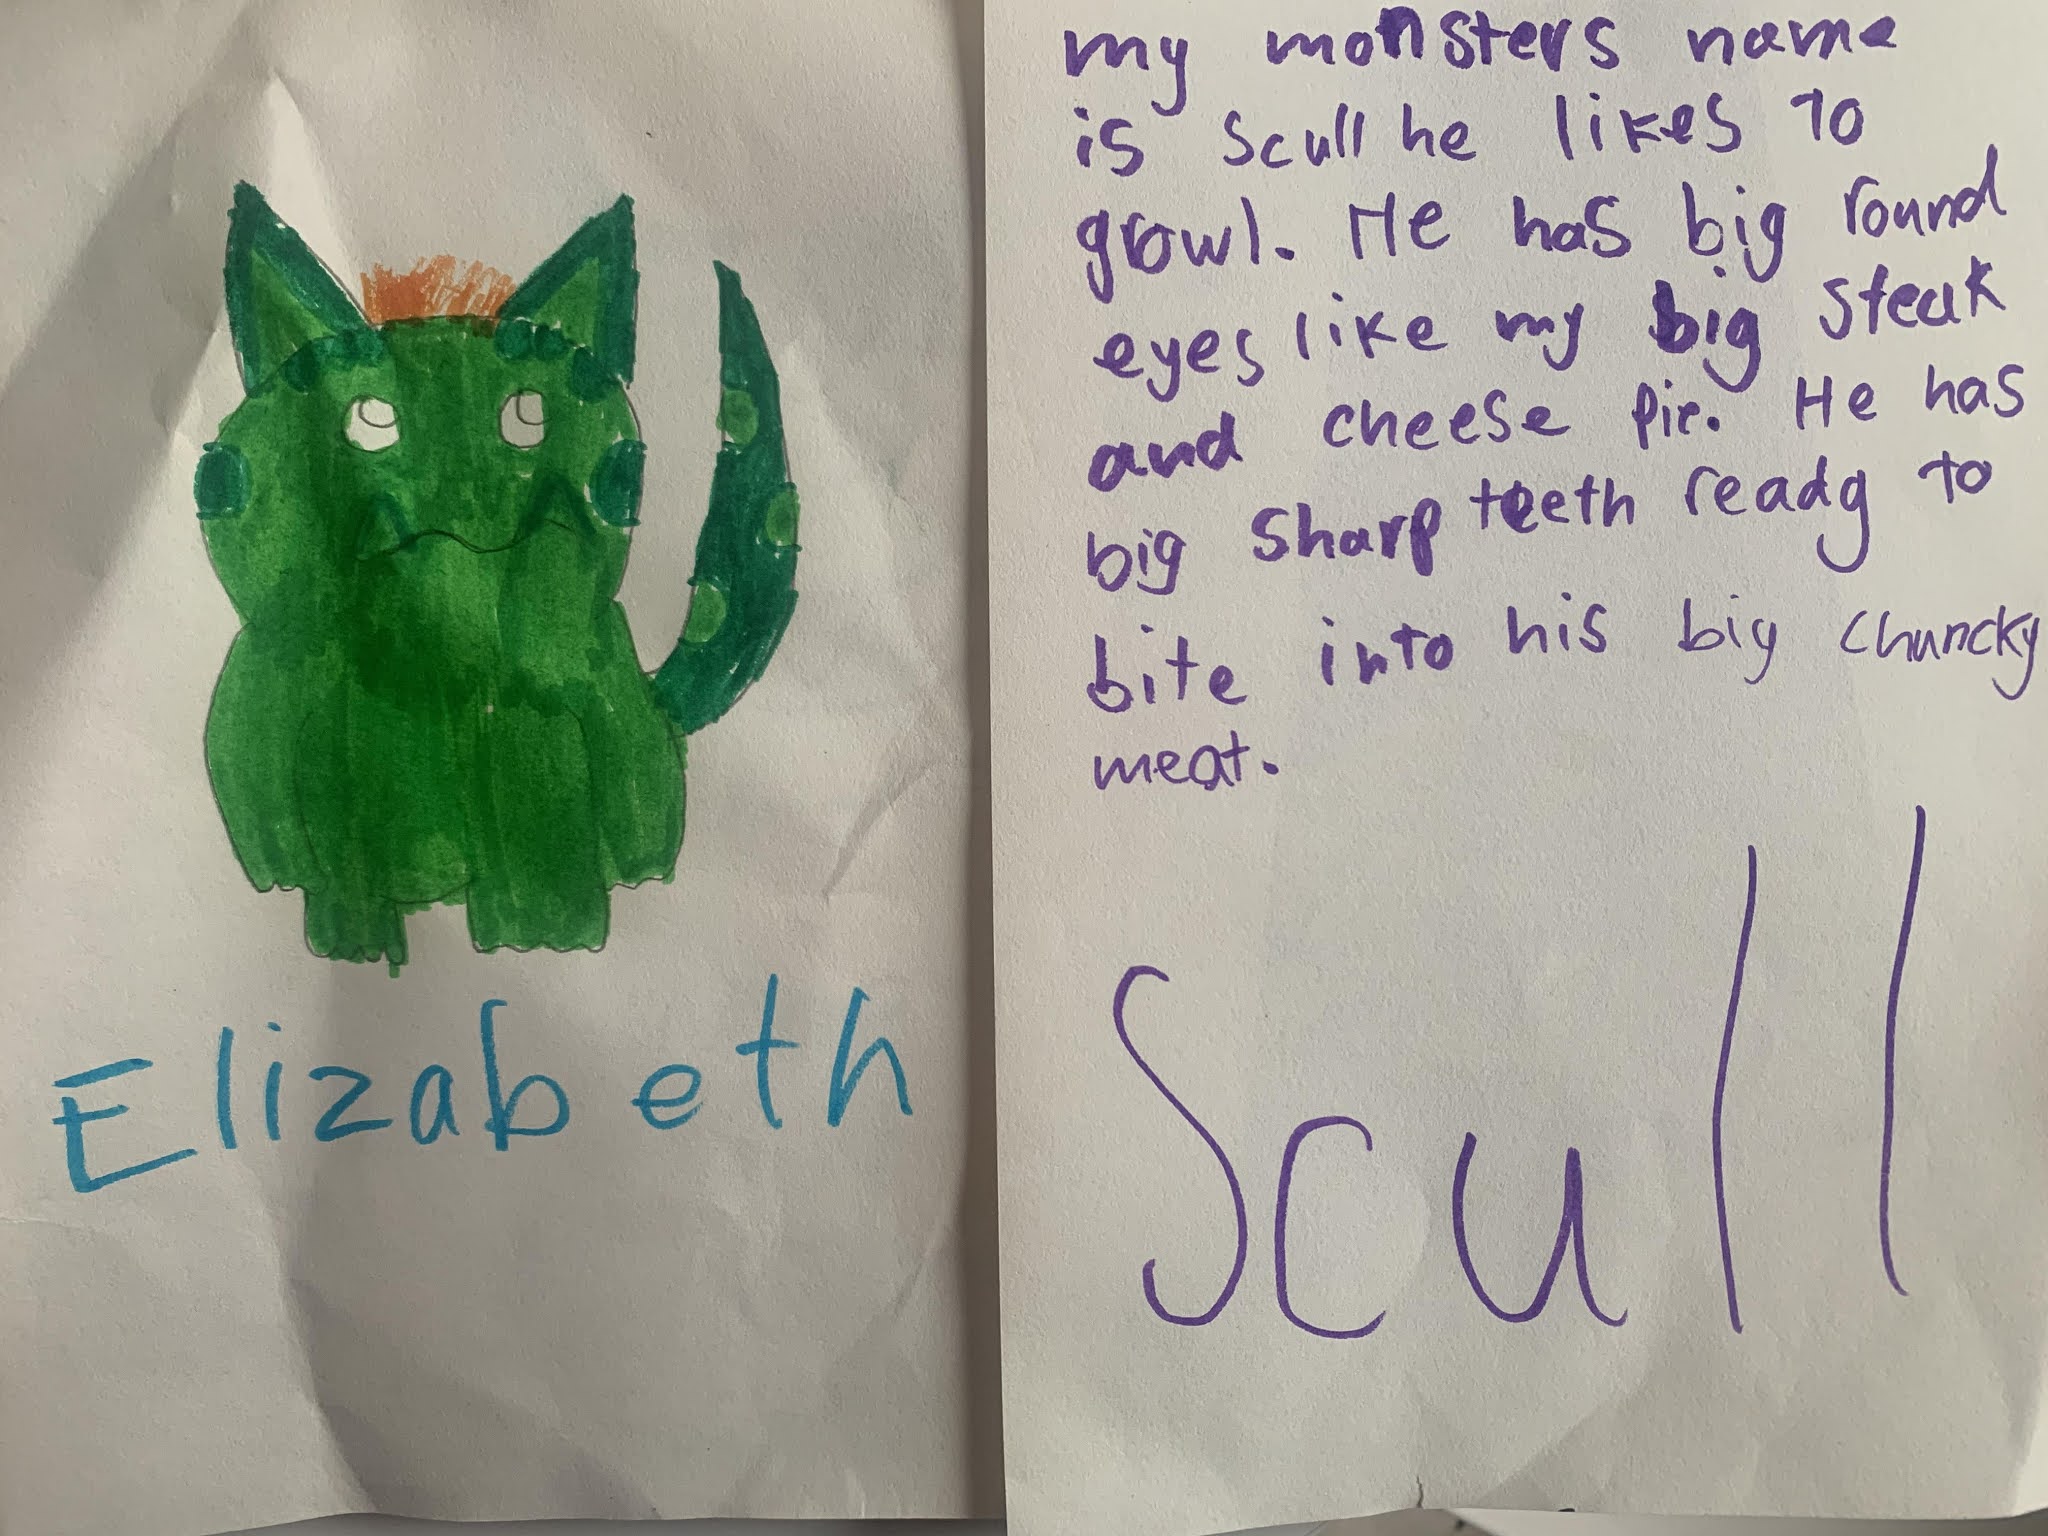 Elizabeth
my monsters name
is scull he likes to
growl. He has big round
eyes like my big steak
and cheese pie. He has
big sharp teeth ready to
bite into his big chuncky
meat.
Scull